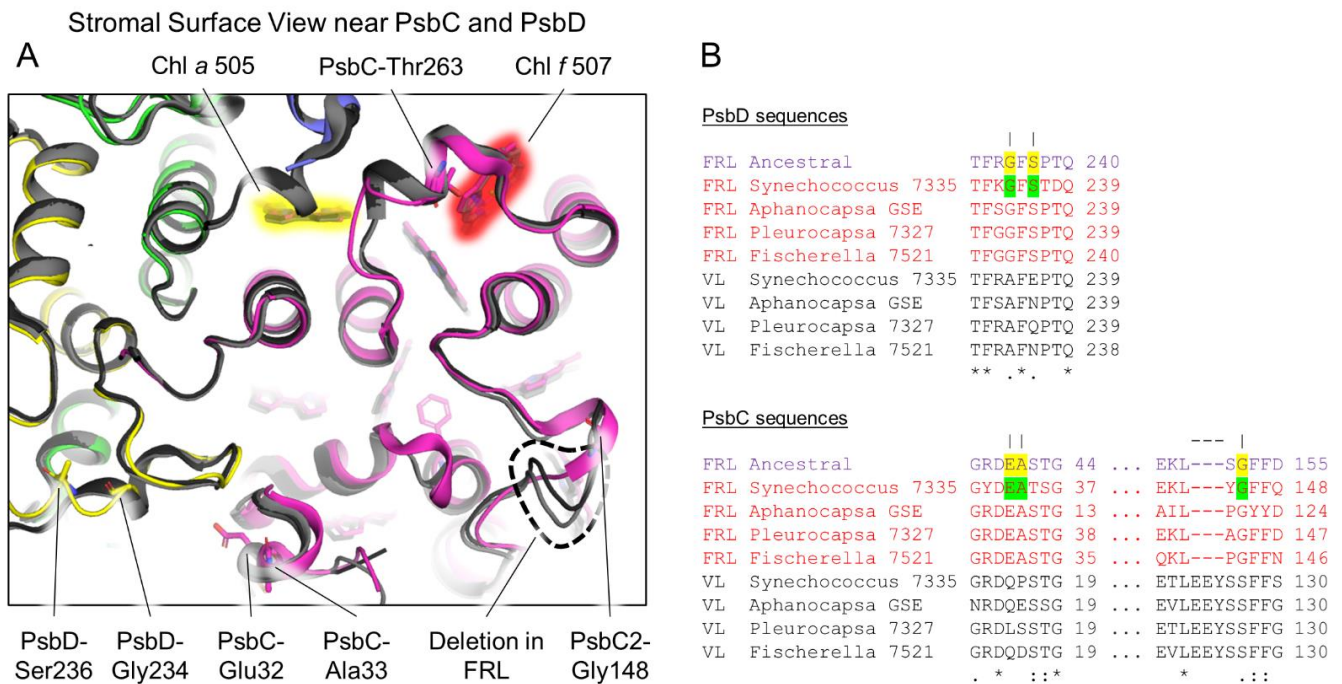 Stromal Surface View near PsbC and PsbD
A
Chl a 505
PsbC-Thr263
Chl f 507
PsbD-Ser236
PsbD-Gly234
PsbC-Glu32
PsbC-Ala33
Deletion in FRL
PsbC2-Gly148
B
PsbD sequences
| |
FRL Ancestral TFRGFSPTQ 240
FRL Synechococcus 7335 TFKGFSTDQ 239
FRL Aphanocapsa GSE TFSGFSPTQ 239
FRL Pleurocapsa 7327 TFGGFSPTQ 239
FRL Fischerella 7521 TFGGFSPTQ 240
VL Synechococcus 7335 TFRAFEPTQ 239
VL Aphanocapsa GSE TFSAFNPTQ 239
VL Pleurocapsa 7327 TFRAFQPTQ 239
VL Fischerella 7521 TFRAFNPTQ 238
** .*. *
PsbC sequences
|| --- |
FRL Ancestral GRDEASTG 44 ... EKL---SGFFD 155
FRL Synechococcus 7335 GYDEATSG 37 ... EKL---YGFFQ 148
FRL Aphanocapsa GSE GRDEASTG 13 ... AIL---PGYYD 124
FRL Pleurocapsa 7327 GRDEASTG 38 ... EKL---AGFFD 147
FRL Fischerella 7521 GRDEASTG 35 ... QKL---PGFFN 146
VL Synechococcus 7335 GRDQPSTG 19 ... ETLEEYSSFFS 130
VL Aphanocapsa GSE NRDQESSG 19 ... EVLEEYSSFFG 130
VL Pleurocapsa 7327 GRDLSSTG 19 ... ETLEEYSSFFG 130
VL Fischerella 7521 GRDQDSTG 19 ... EVLEEYSSFFG 130
. * ::* * .::